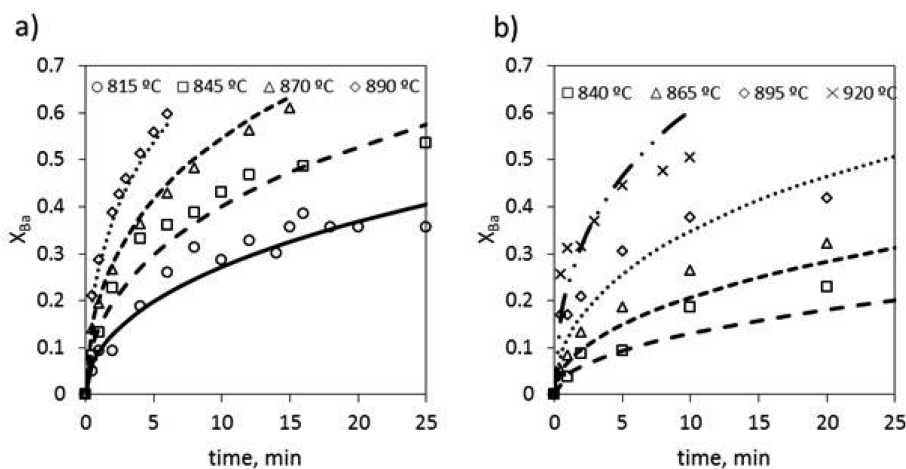 a)
○ 815 ºC □ 845 ºC △ 870 ºC ◇ 890 ºC
0.7
0.6
0.5
0.4
0.3
0.2
0.1
0
X_Ba
0 5 10 15 20 25
time, min
b)
□ 840 ºC △ 865 ºC ◇ 895 ºC × 920 ºC
0.7
0.6
0.5
0.4
0.3
0.2
0.1
0
X_Ba
0 5 10 15 20 25
time, min